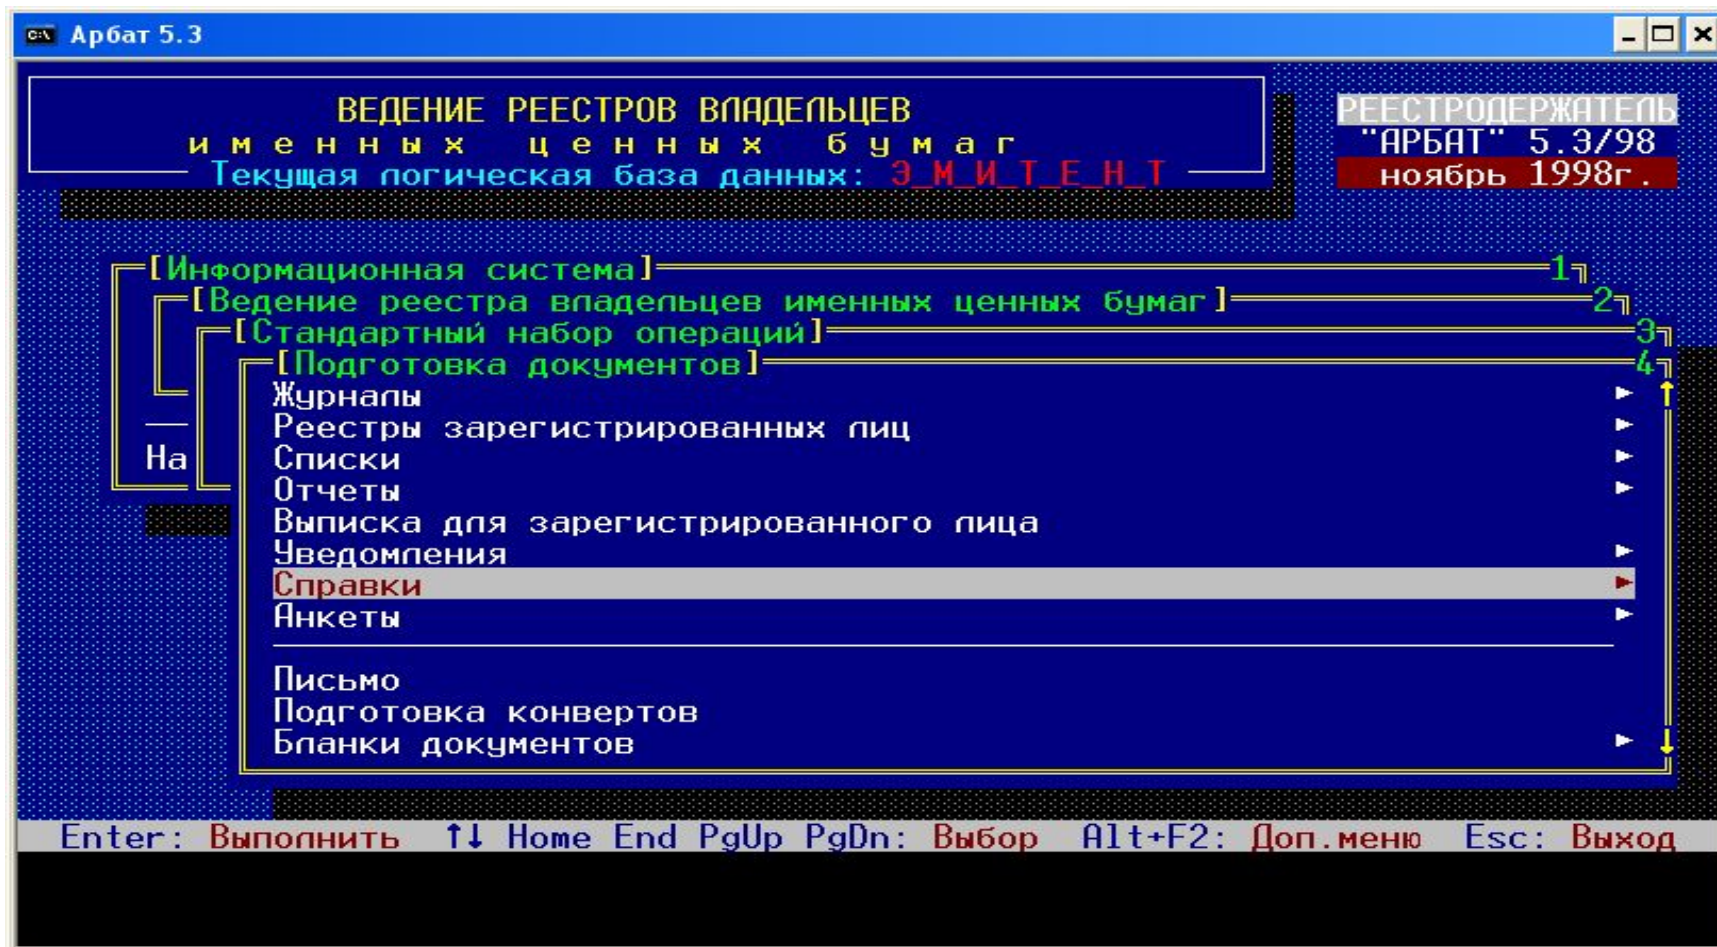 Арбат 5.3
ВЕДЕНИЕ РЕЕСТРОВ ВЛАДЕЛЬЦЕВ
именных ценных бумаг
Текущая логическая база данных: Э_М_И_Т_Е_Н_Т
РЕЕСТРОДЕРЖАТЕЛЬ
"АРБАТ" 5.3/98
ноябрь 1998г.
[Информационная система] 1
[Ведение реестра владельцев именных ценных бумаг] 2
[Стандартный набор операций] 3
[Подготовка документов] 4
Журналы
Реестры зарегистрированных лиц
На
Списки
Отчеты
Выписка для зарегистрированного лица
Уведомления
Справки
Анкеты
Письмо
Подготовка конвертов
Бланки документов
Enter: Выполнить ↑↓ Home End PgUp PgDn: Выбор Alt+F2: Доп.меню Esc: Выход